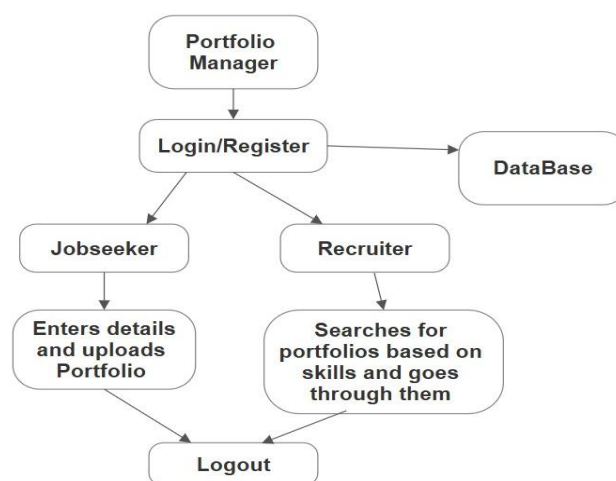 Portfolio
Manager
Login/Register
DataBase
Jobseeker
Recruiter
Enters details
and uploads
Portfolio
Searches for
portfolios based on
skills and goes
through them
Logout